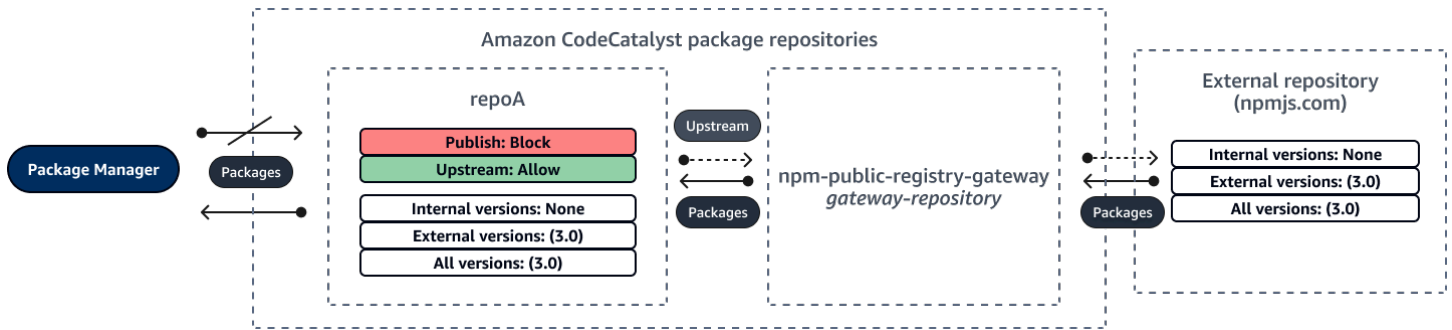 Amazon CodeCatalyst package repositories
Package Manager
Packages
repoA
Publish: Block
Upstream: Allow
Internal versions: None
External versions: (3.0)
All versions: (3.0)
Upstream
Packages
npm-public-registry-gateway
gateway-repository
Packages
External repository
(npmjs.com)
Internal versions: None
External versions: (3.0)
All versions: (3.0)